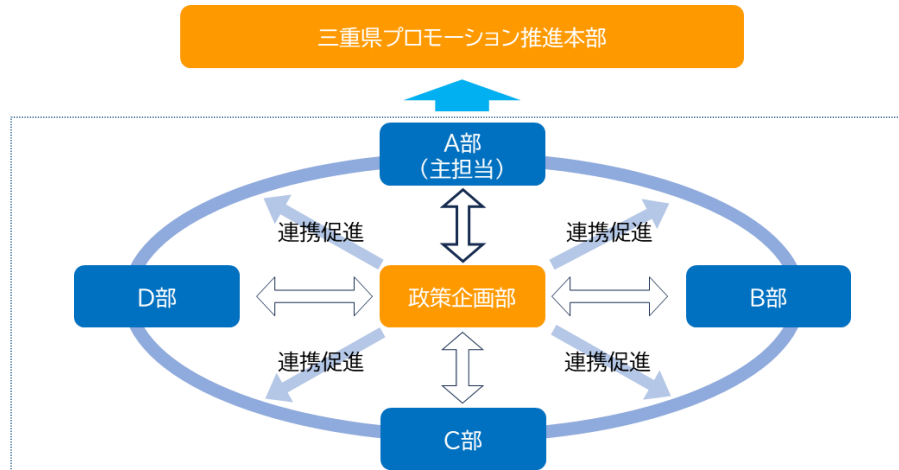 三重県プロモーション推進本部
A部
（主担当）
連携促進
連携促進
D部
政策企画部
B部
連携促進
連携促進
C部